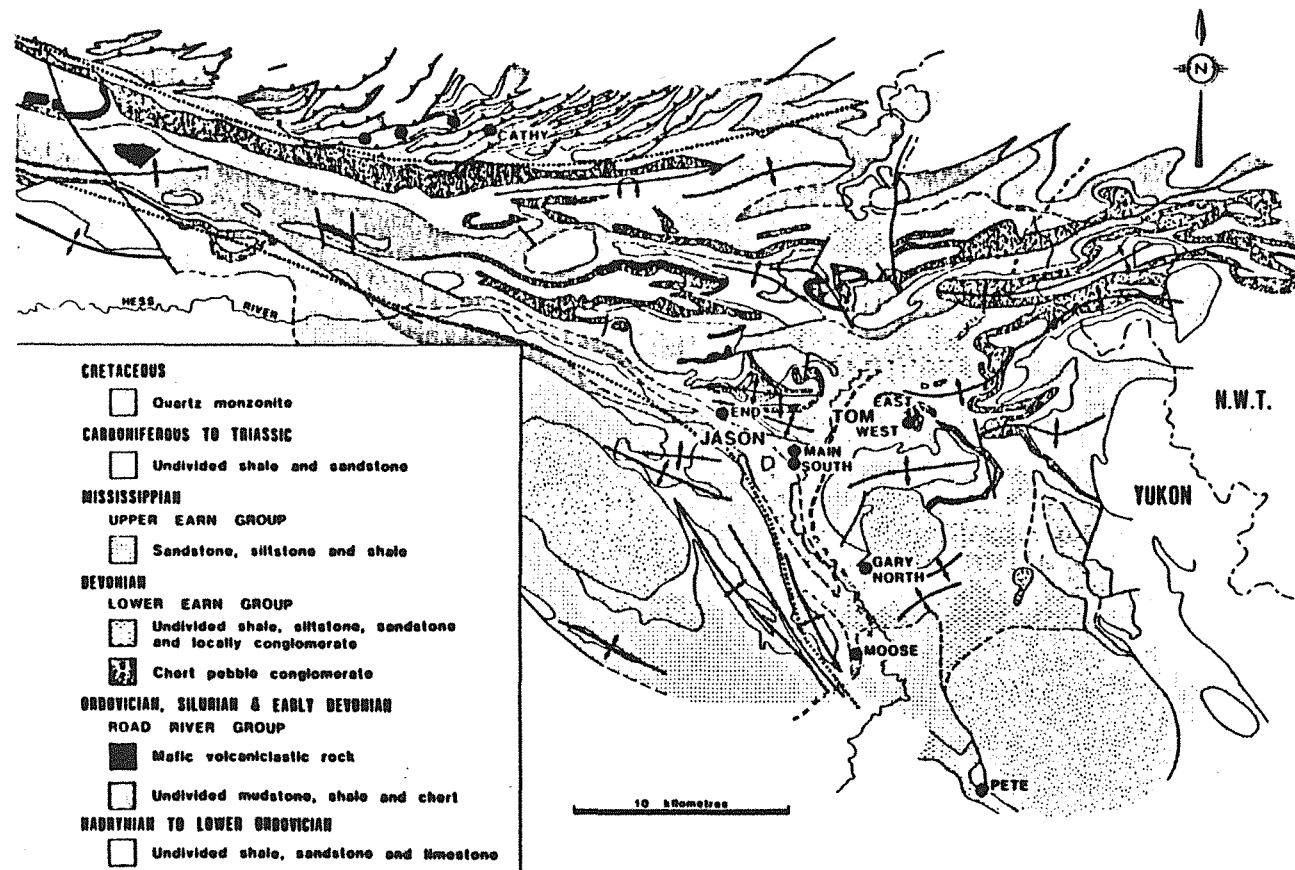 N
CATHY
HESS RIVER
END
JASON
D
MAIN
SOUTH
TOM
EAST
WEST
GARY
NORTH
MOOSE
PETE
N.W.T.
YUKON
10 kilometres
CRETACEOUS
Quartz monzonite
CARBONIFEROUS TO TRIASSIC
Undivided shale and sandstone
MISSISSIPPIAN
UPPER EARN GROUP
Sandstone, siltstone and shale
DEVONIAN
LOWER EARN GROUP
Undivided shale, siltstone, sandstone
and locally conglomerate
Chert pebble conglomerate
ORDOVICIAN, SILURIAN & EARLY DEVONIAN
ROAD RIVER GROUP
Mafic volcaniclastic rock
Undivided mudstone, shale and chert
HADRYNIAN TO LOWER ORDOVICIAN
Undivided shale, sandstone and limestone